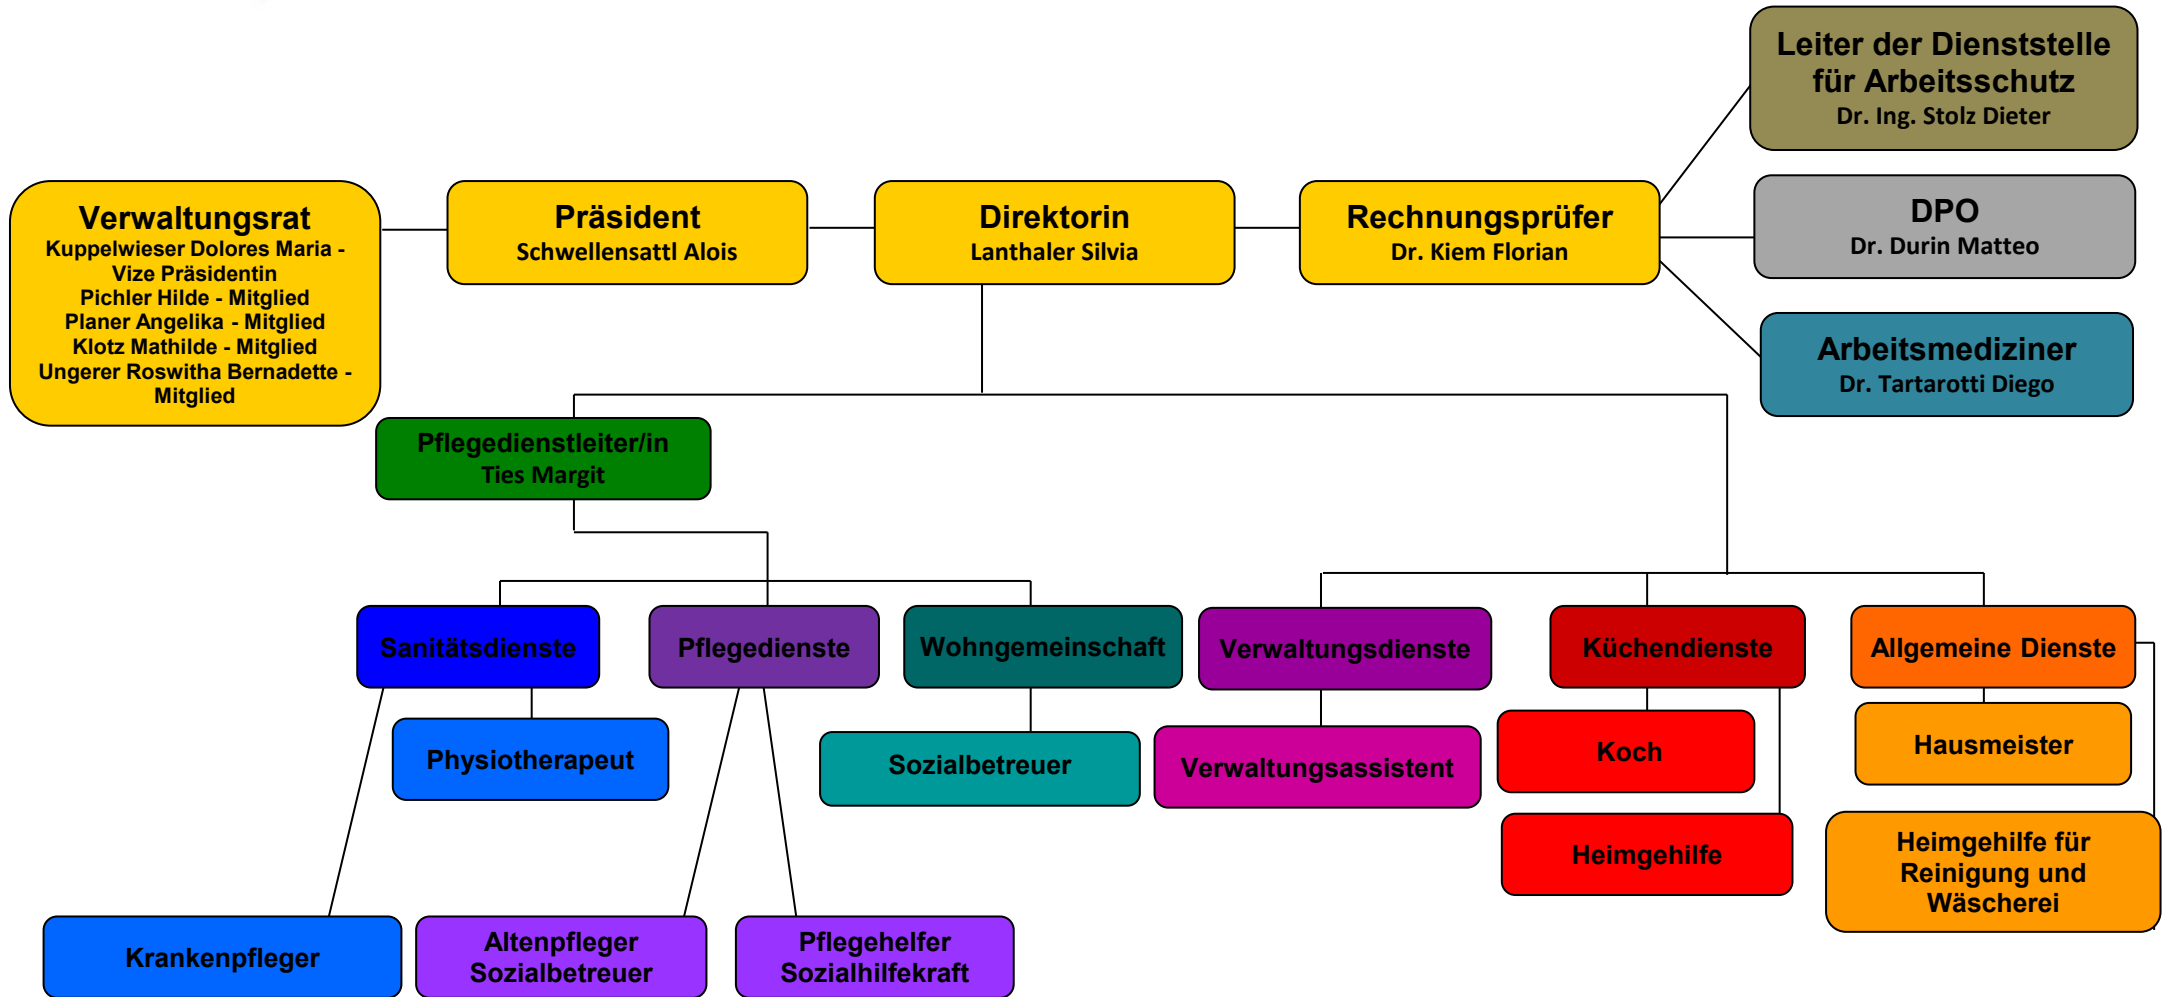 Leiter der Dienststelle
für Arbeitsschutz
Dr. Ing. Stolz Dieter
Verwaltungsrat
Kuppelwieser Dolores Maria -
Vize Präsidentin
Pichler Hilde - Mitglied
Planer Angelika - Mitglied
Klotz Mathilde - Mitglied
Ungerer Roswitha Bernadette -
Mitglied
Präsident
Schwellensattl Alois
Direktorin
Lanthaler Silvia
Rechnungsprüfer
Dr. Kiem Florian
DPO
Dr. Durin Matteo
Arbeitsmediziner
Dr. Tartarotti Diego
Pflegedienstleiter/in
Ties Margit
Sanitätsdienste
Pflegedienste
Wohngemeinschaft
Verwaltungsdienste
Küchendienste
Allgemeine Dienste
Physiotherapeut
Sozialbetreuer
Verwaltungsassistent
Koch
Hausmeister
Heimgehilfe
Heimgehilfe für
Reinigung und
Wäscherei
Krankenpfleger
Altenpfleger
Sozialbetreuer
Pflegehelfer
Sozialhilfekraft